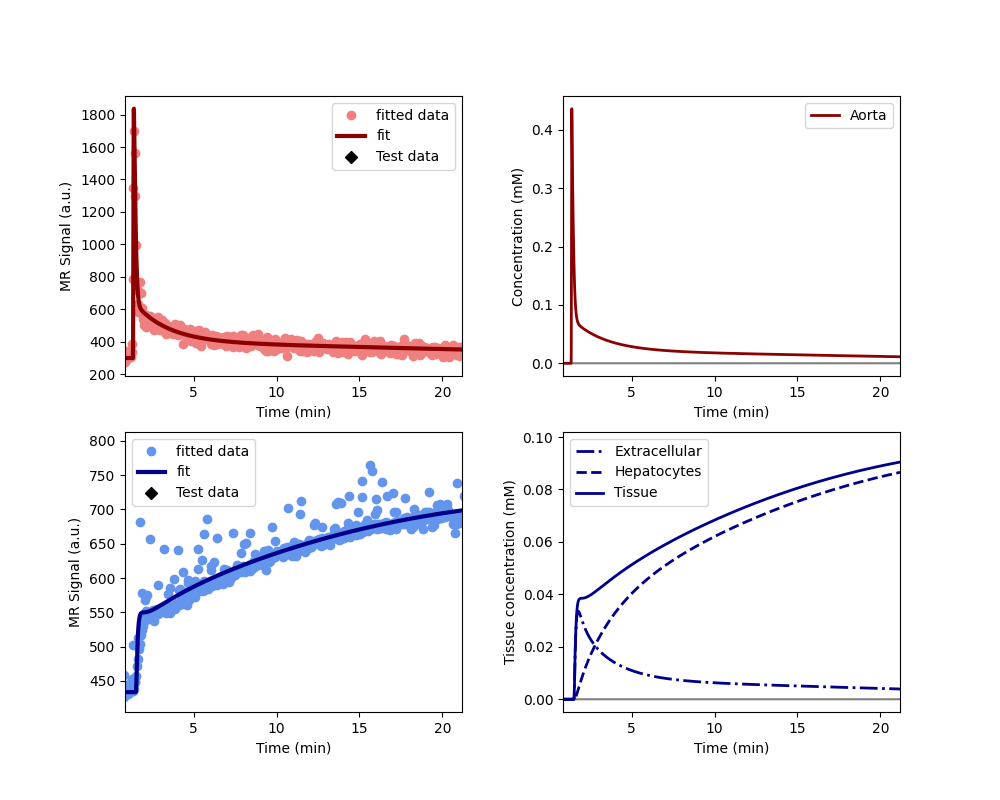 1800
1600
1400
1200
1000
800
600
400
200
MR Signal (a.u.)
fitted data
fit
Test data
5
10
15
20
Time (min)
0.4
0.3
0.2
0.1
0.0
Concentration (mM)
Aorta
5
10
15
20
Time (min)
800
750
700
650
600
550
500
450
MR Signal (a.u.)
fitted data
fit
Test data
5
10
15
20
Time (min)
0.10
0.08
0.06
0.04
0.02
0.00
Tissue concentration (mM)
Extracellular
Hepatocytes
Tissue
5
10
15
20
Time (min)